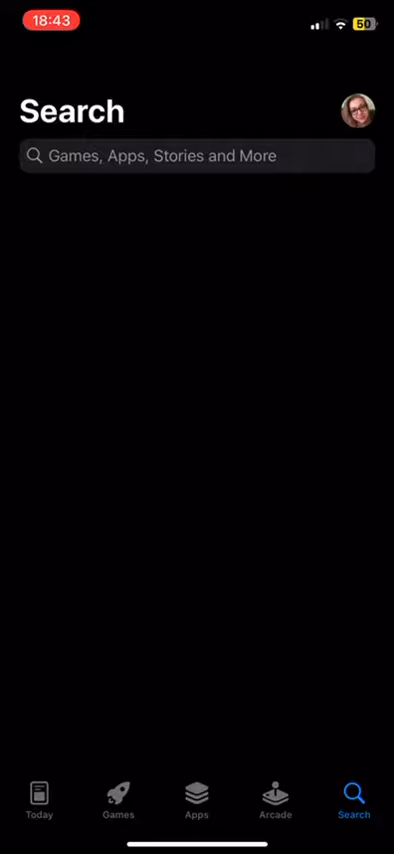 18:43
50
Search
Games, Apps, Stories and More
Today
Games
Apps
Arcade
Search